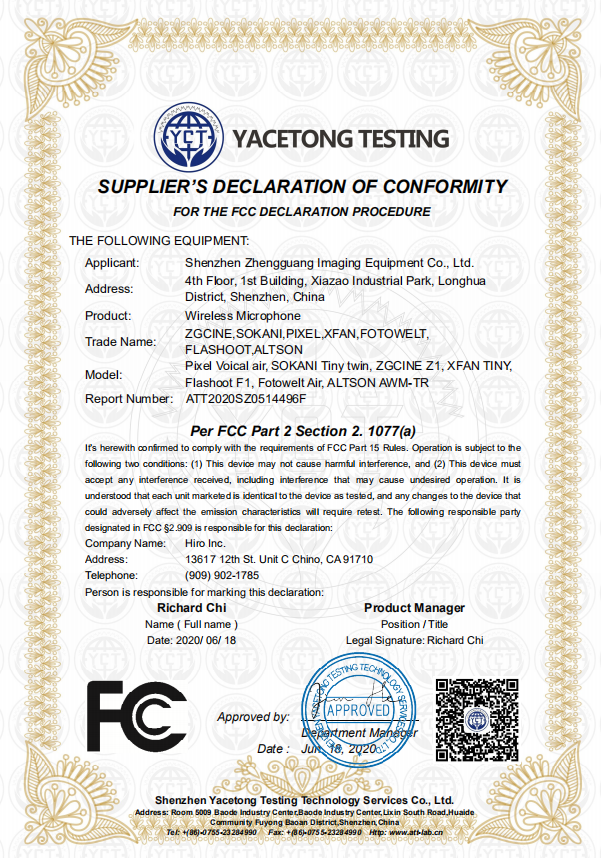 YCT
YACETONG TESTING
SUPPLIER'S DECLARATION OF CONFORMITY
FOR THE FCC DECLARATION PROCEDURE
THE FOLLOWING EQUIPMENT:
Applicant: Shenzhen Zhengguang Imaging Equipment Co., Ltd.
Address: 4th Floor, 1st Building, Xiazao Industrial Park, Longhua
District, Shenzhen, China
Product: Wireless Microphone
Trade Name: ZGCINE,SOKANI,PIXEL,XFAN,FOTOWELT,
FLASHOOT,ALTSON
Model: Pixel Voical air, SOKANI Tiny twin, ZGCINE Z1, XFAN TINY,
Flashoot F1, Fotowelt Air, ALTSON AWM-TR
Report Number: ATT2020SZ0514496F
Per FCC Part 2 Section 2. 1077(a)
It's herewith confirmed to comply with the requirements of FCC Part 15 Rules. Operation is subject to the
following two conditions: (1) This device may not cause harmful interference, and (2) This device must
accept any interference received, including interference that may cause undesired operation. It is
understood that each unit marketed is identical to the device as tested, and any changes to the device that
could adversely affect the emission characteristics will require retest. The following responsible party
designated in FCC §2.909 is responsible for this declaration:
Company Name: Hiro Inc.
Address: 13617 12th St. Unit C Chino, CA 91710
Telephone: (909) 902-1785
Person is responsible for marking this declaration:
Richard Chi Product Manager
Name ( Full name ) Position / Title
Date: 2020/ 06/ 18 Legal Signature: Richard Chi
FCC
Approved by:
APPROVED
Department Manager
Date : Jun. 18, 2020
Shenzhen Yacetong Testing Technology Services Co., Ltd.
Address: Room 5009 Baode Industry Center,Baode Industry Center,Lixin South Road,Huaide
Community Fuyong Baoan District,Shenzhen,China
Tel: +(86)-0755-23284990 Fax: +(86)-0755-23284990 Http: www.att-lab.cn